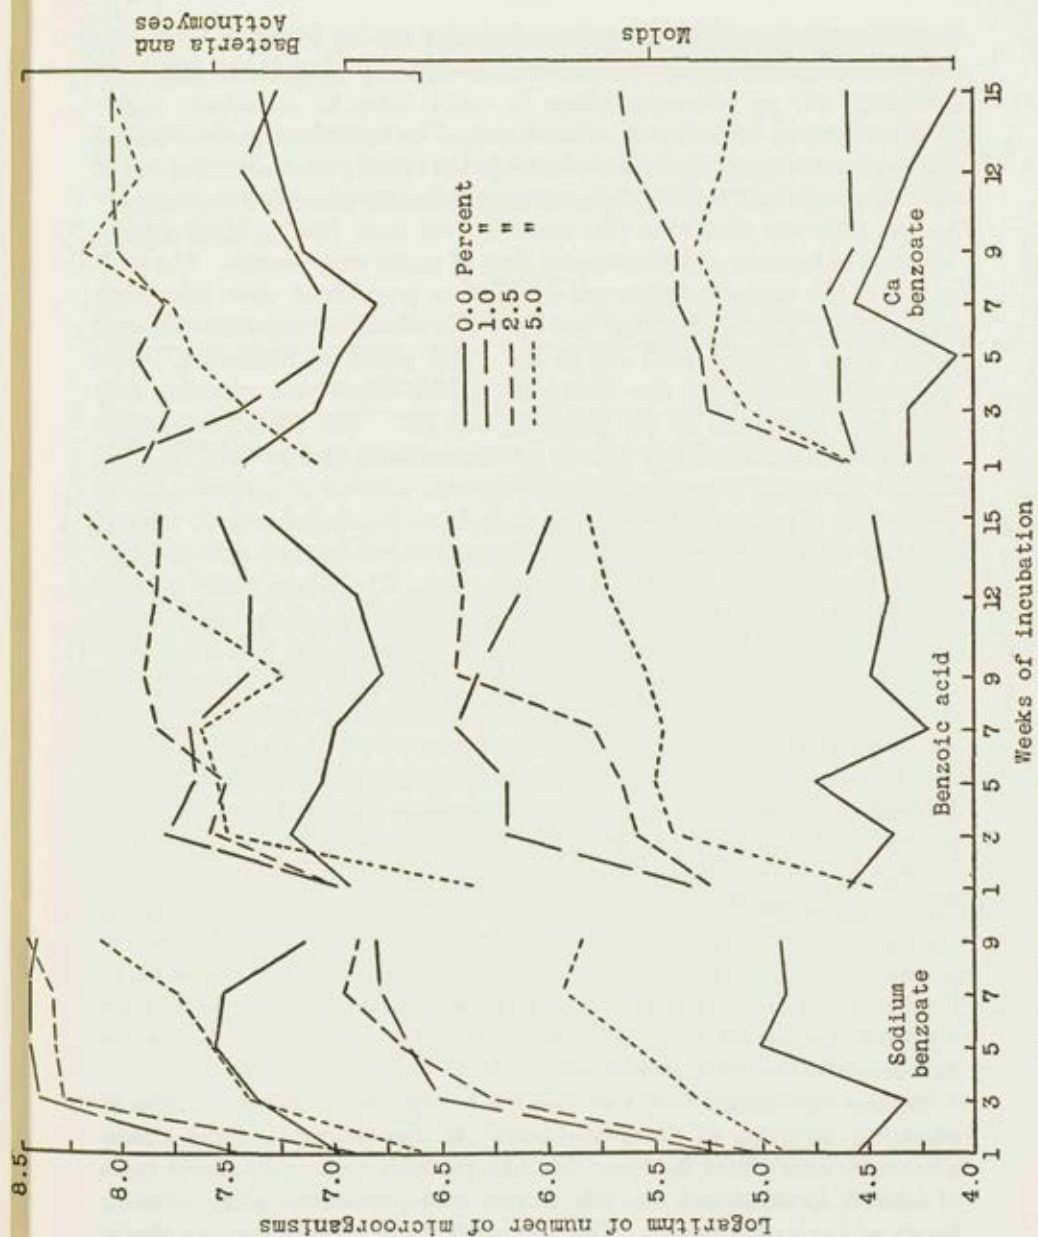 Bacteria and
Actinomyces
Molds
8.5
8.0
7.5
7.0
6.0
5.5
5.0
4.5
4.0
Logarithm of number of microorganisms
0.0 Percent
1.0 "
2.5 "
5.0 "
Sodium
benzoate
Benzoic acid
Ca
benzoate
1 3 5 7 9 1 3 5 7 9 12 15 1 3 5 7 9 12 15
Weeks of incubation